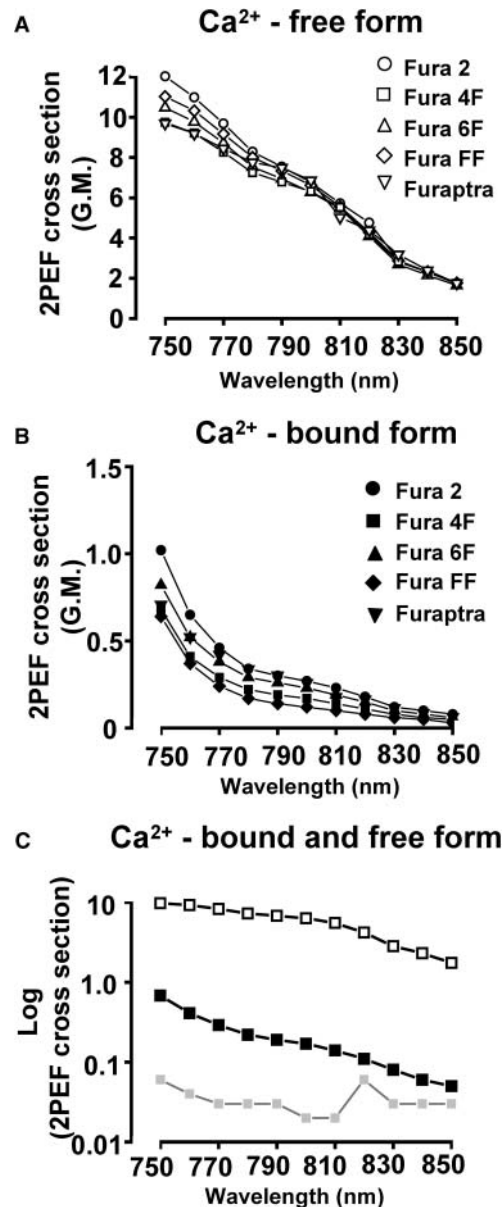 A
Ca²⁺ - free form
2PEF cross section
(G.M.)
12
10
8
6
4
2
0
Fura 2
Fura 4F
Fura 6F
Fura FF
Furaptra
750 770 790 810 830 850
Wavelength (nm)
B
Ca²⁺ - bound form
2PEF cross section
(G.M.)
1.5
1.0
0.5
0
Fura 2
Fura 4F
Fura 6F
Fura FF
Furaptra
750 770 790 810 830 850
Wavelength (nm)
C
Ca²⁺ - bound and free form
Log
(2PEF cross section)
10
1.0
0.1
0.01
750 770 790 810 830 850
Wavelength (nm)